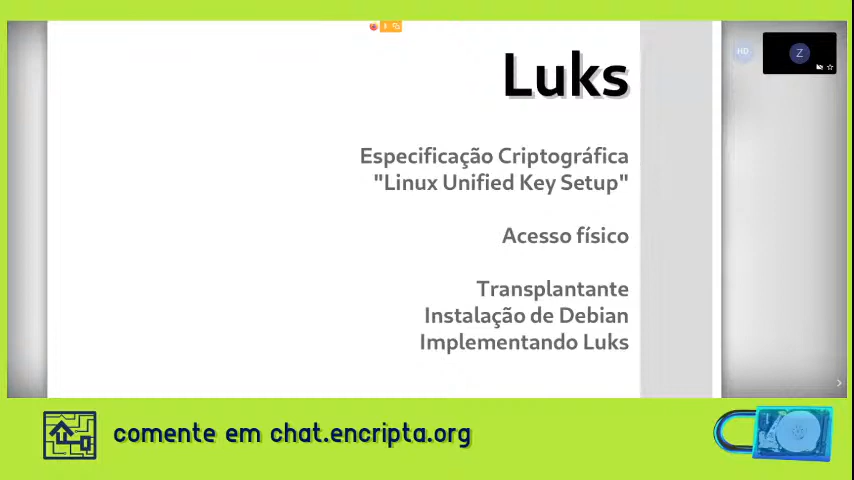 Luks
Especificação Criptográfica
"Linux Unified Key Setup"
Acesso físico
Transplantante
Instalação de Debian
Implementando Luks
HD
Z
comente em chat.encripta.org